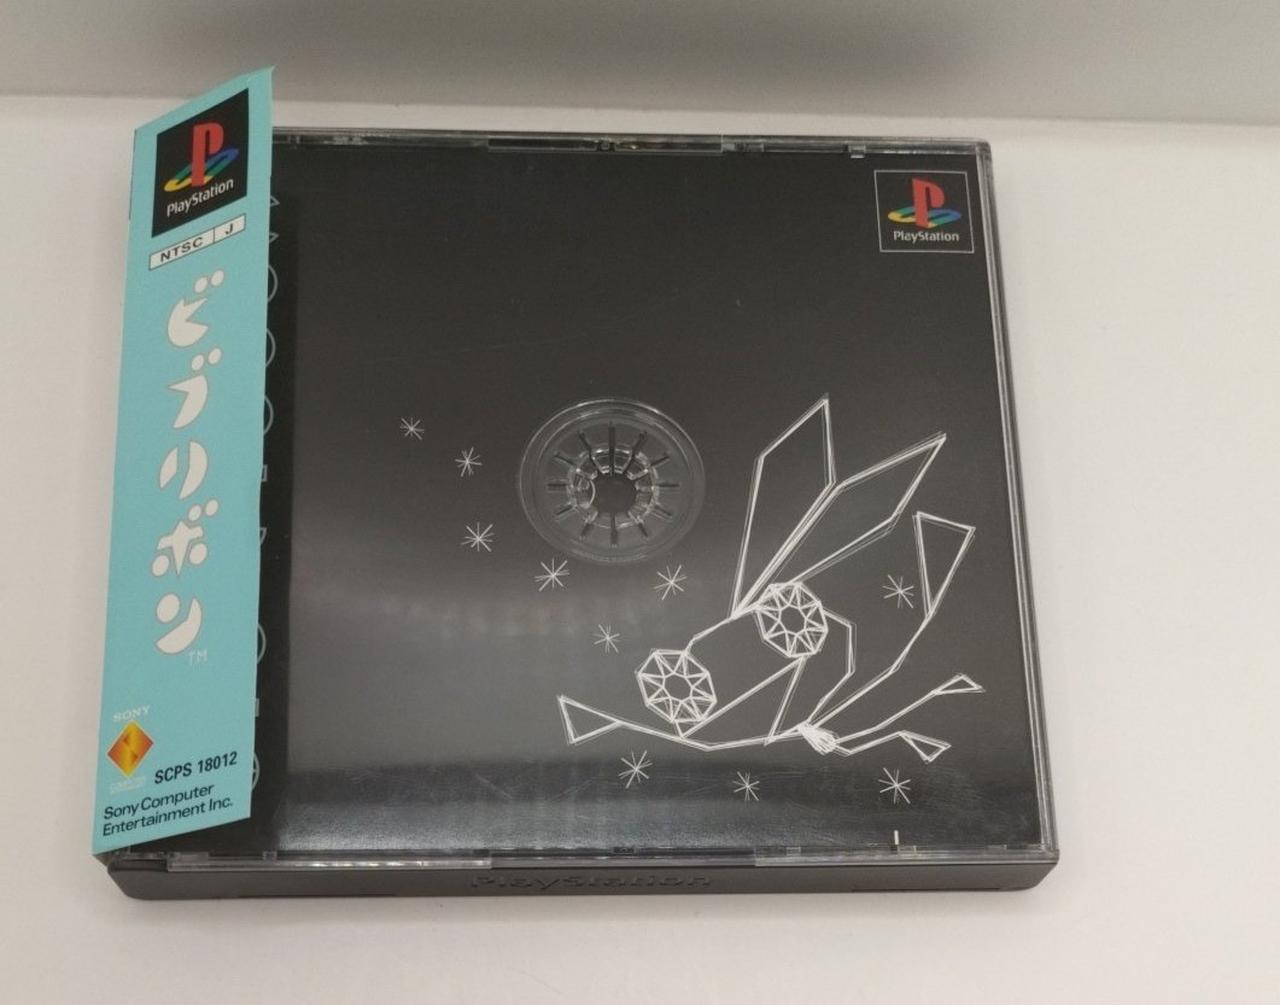 PlayStation
NTSC J
ビブリボン
TM
SONY
SCPS 18012
Sony Computer
Entertainment Inc.
PlayStation
PlayStation